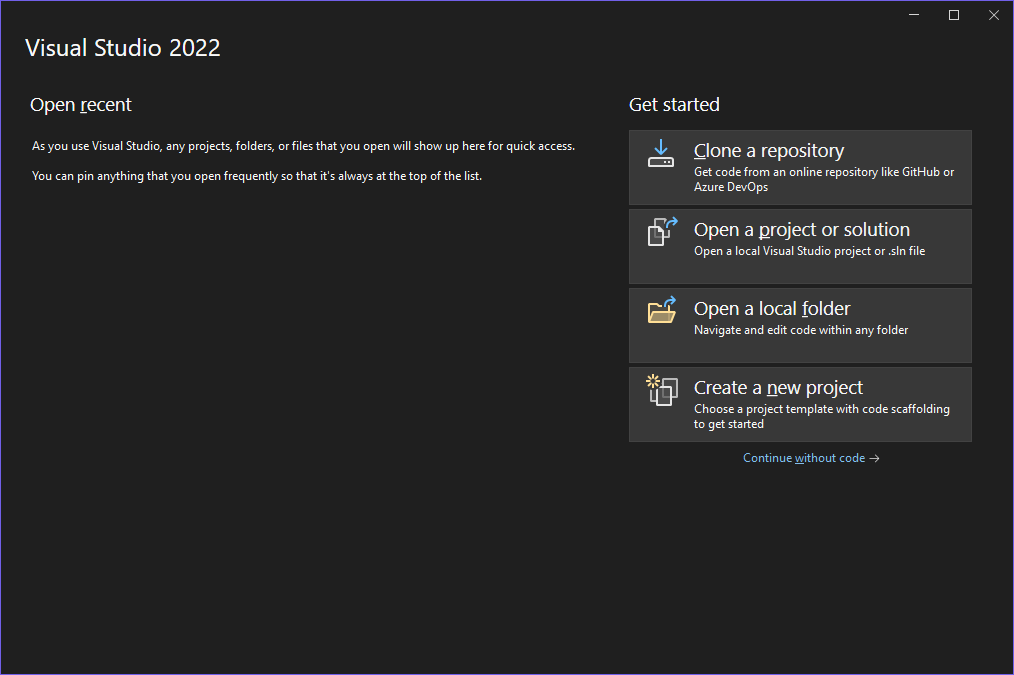 Visual Studio 2022
Open recent
As you use Visual Studio, any projects, folders, or files that you open will show up here for quick access.
You can pin anything that you open frequently so that it's always at the top of the list.
Get started
Clone a repository
Get code from an online repository like GitHub or
Azure DevOps
Open a project or solution
Open a local Visual Studio project or .sln file
Open a local folder
Navigate and edit code within any folder
Create a new project
Choose a project template with code scaffolding
to get started
Continue without code →